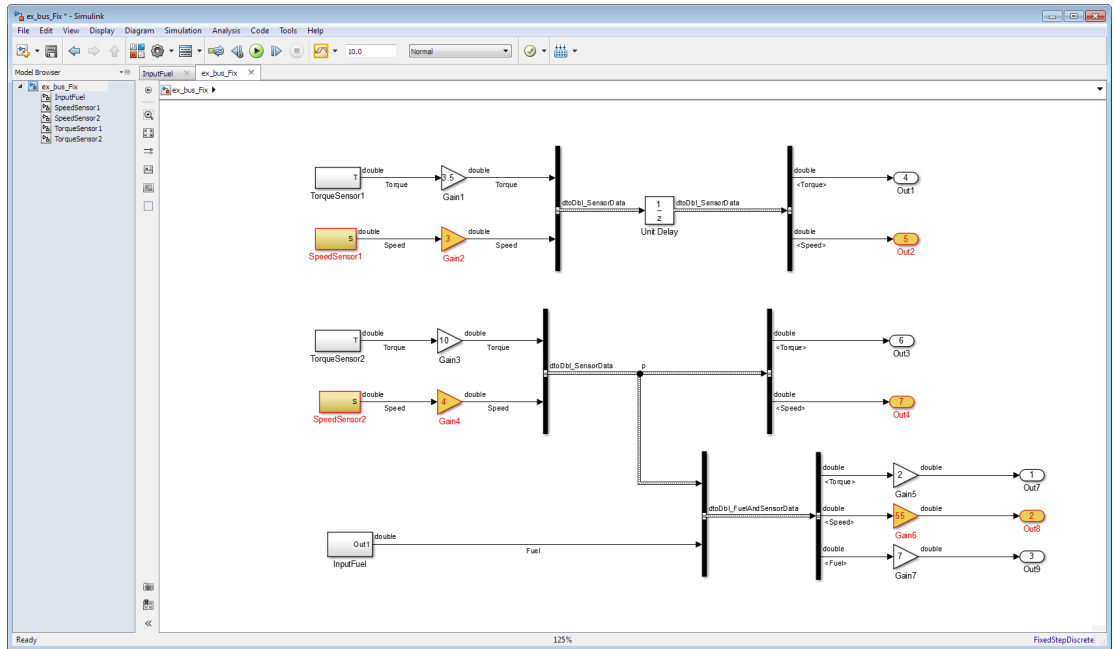 ex_bus_Fix * - Simulink
File Edit View Display Diagram Simulation Analysis Code Tools Help
10.0 Normal
Model Browser
InputFuel ex_bus_Fix
ex_bus_Fix
InputFuel
SpeedSensor1
SpeedSensor2
TorqueSensor1
TorqueSensor2
ex_bus_Fix
T double Torque 3.5 double Torque
TorqueSensor1 Gain1
S double Speed 3 double Speed
SpeedSensor1 Gain2
dtoDbl_SensorData
1
z
Unit Delay
dtoDbl_SensorData
double
<Torque>
4
Out1
double
<Speed>
5
Out2
T double Torque 10 double Torque
TorqueSensor2 Gain3
S double Speed 4 double Speed
SpeedSensor2 Gain4
dtoDbl_SensorData p
double
<Torque>
6
Out3
double
<Speed>
7
Out4
Out1 double
Fuel
InputFuel
dtoDbl_FuelAndSensorData
double
<Torque>
2 double
Gain5
1
Out7
double
<Speed>
55 double
Gain6
2
Out8
double
<Fuel>
7 double
Gain7
3
Out9
Ready 125% FixedStepDiscrete